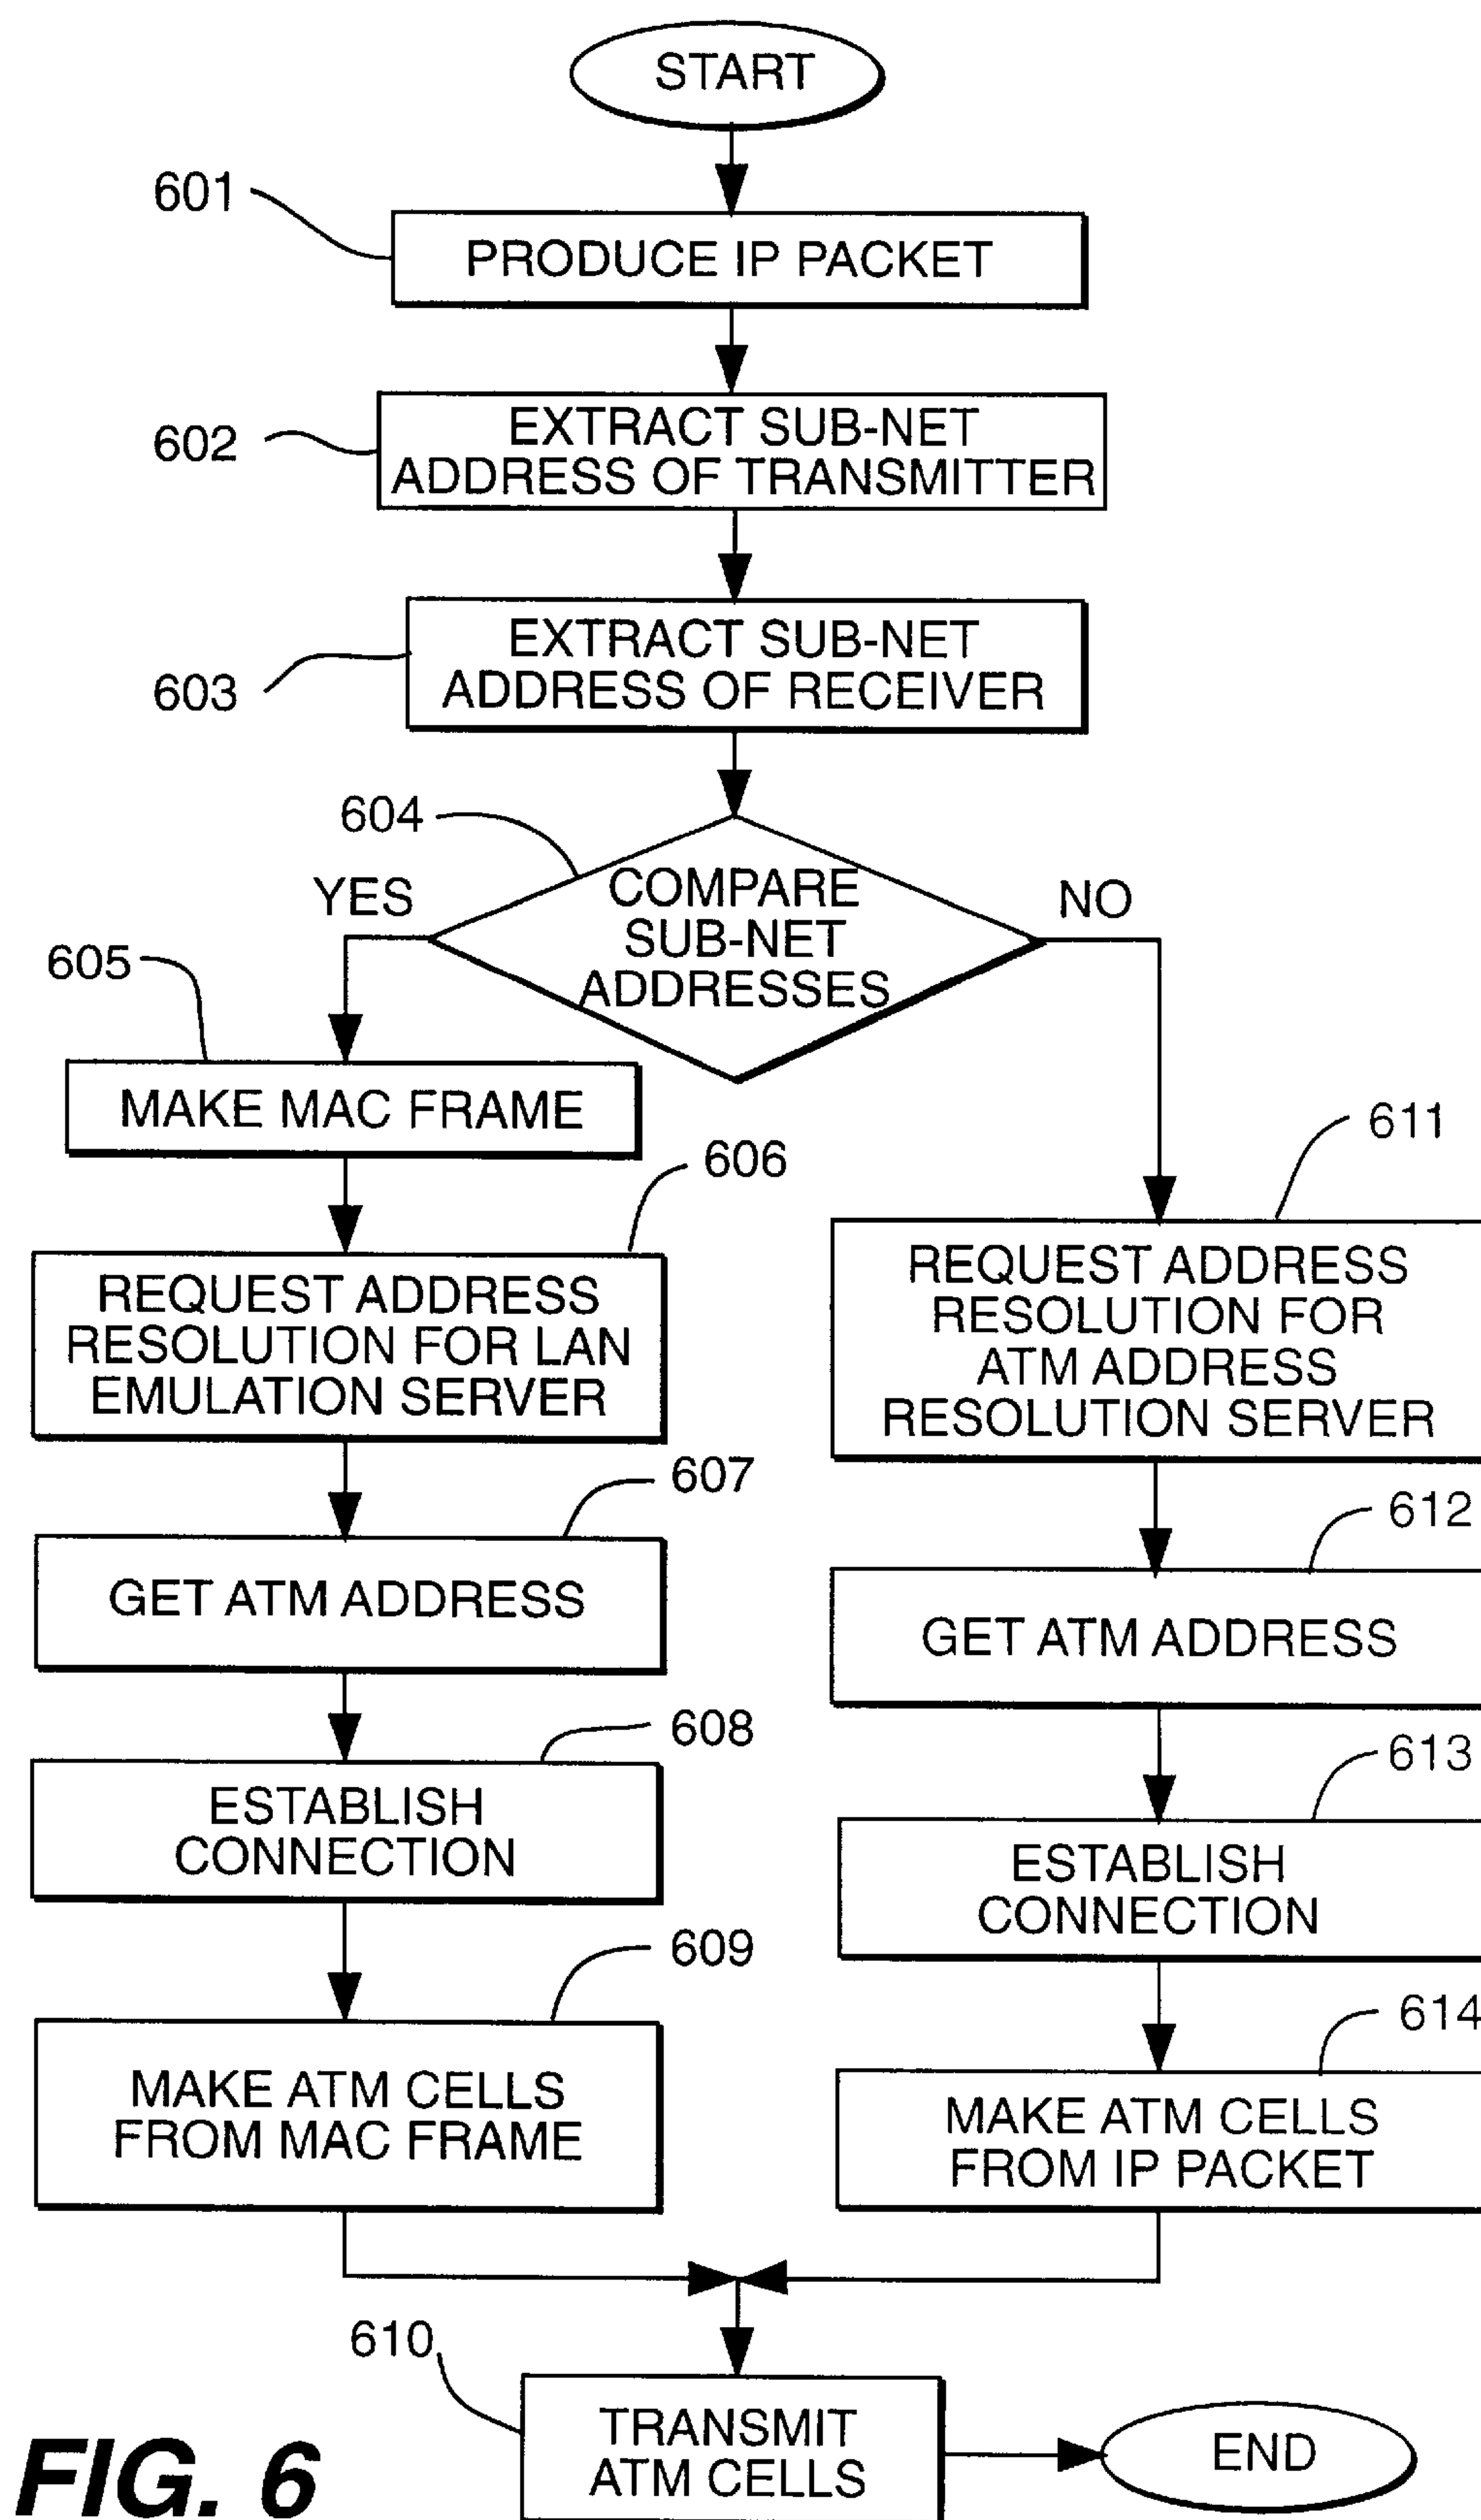 START
601
PRODUCE IP PACKET
602
EXTRACT SUB-NET
ADDRESS OF TRANSMITTER
603
EXTRACT SUB-NET
ADDRESS OF RECEIVER
604
COMPARE
SUB-NET
ADDRESSES
YES
NO
605
MAKE MAC FRAME
606
REQUEST ADDRESS
RESOLUTION FOR LAN
EMULATION SERVER
607
GET ATM ADDRESS
608
ESTABLISH
CONNECTION
609
MAKE ATM CELLS
FROM MAC FRAME
611
REQUEST ADDRESS
RESOLUTION FOR
ATM ADDRESS
RESOLUTION SERVER
612
GET ATM ADDRESS
613
ESTABLISH
CONNECTION
614
MAKE ATM CELLS
FROM IP PACKET
610
TRANSMIT
ATM CELLS
END
FIG. 6